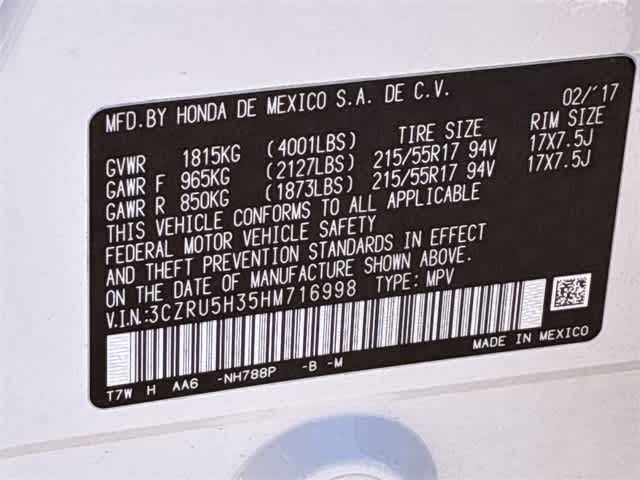 MFD.BY HONDA DE MEXICO S.A. DE C.V. 02/'17
TIRE SIZE RIM SIZE
GVWR 1815KG (4001LBS)
GAWR F 965KG (2127LBS) 215/55R17 94V 17X7.5J
GAWR R 850KG (1873LBS) 215/55R17 94V 17X7.5J
THIS VEHICLE CONFORMS TO ALL APPLICABLE
FEDERAL MOTOR VEHICLE SAFETY
AND THEFT PREVENTION STANDARDS IN EFFECT
ON THE DATE OF MANUFACTURE SHOWN ABOVE.
V.I.N.:3CZRU5H35HM716998 TYPE: MPV
T7W H AA6 -NH788P -B -M MADE IN MEXICO